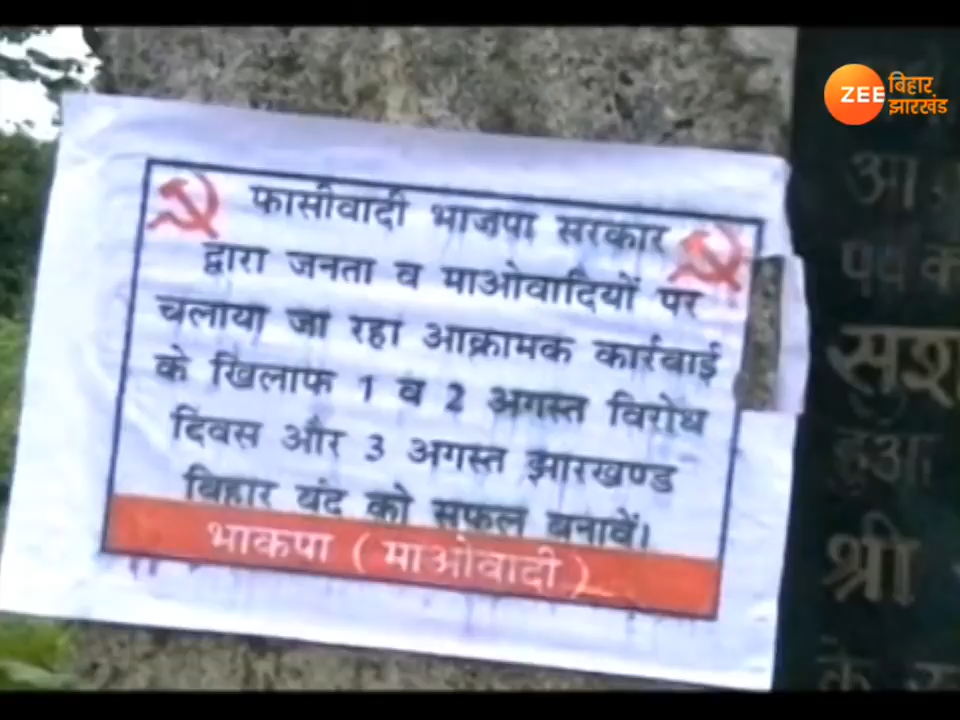 ZEE बिहार
झारखंड
फासीवादी भाजपा सरकार
द्वारा जनता व माओवादियों पर
चलाया जा रहा आक्रामक कार्रवाई
के खिलाफ 1 व 2 अगस्त विरोध
दिवस और 3 अगस्त झारखण्ड
बिहार बंद को सफल बनावें।
भाकपा (माओवादी)
श्री
के